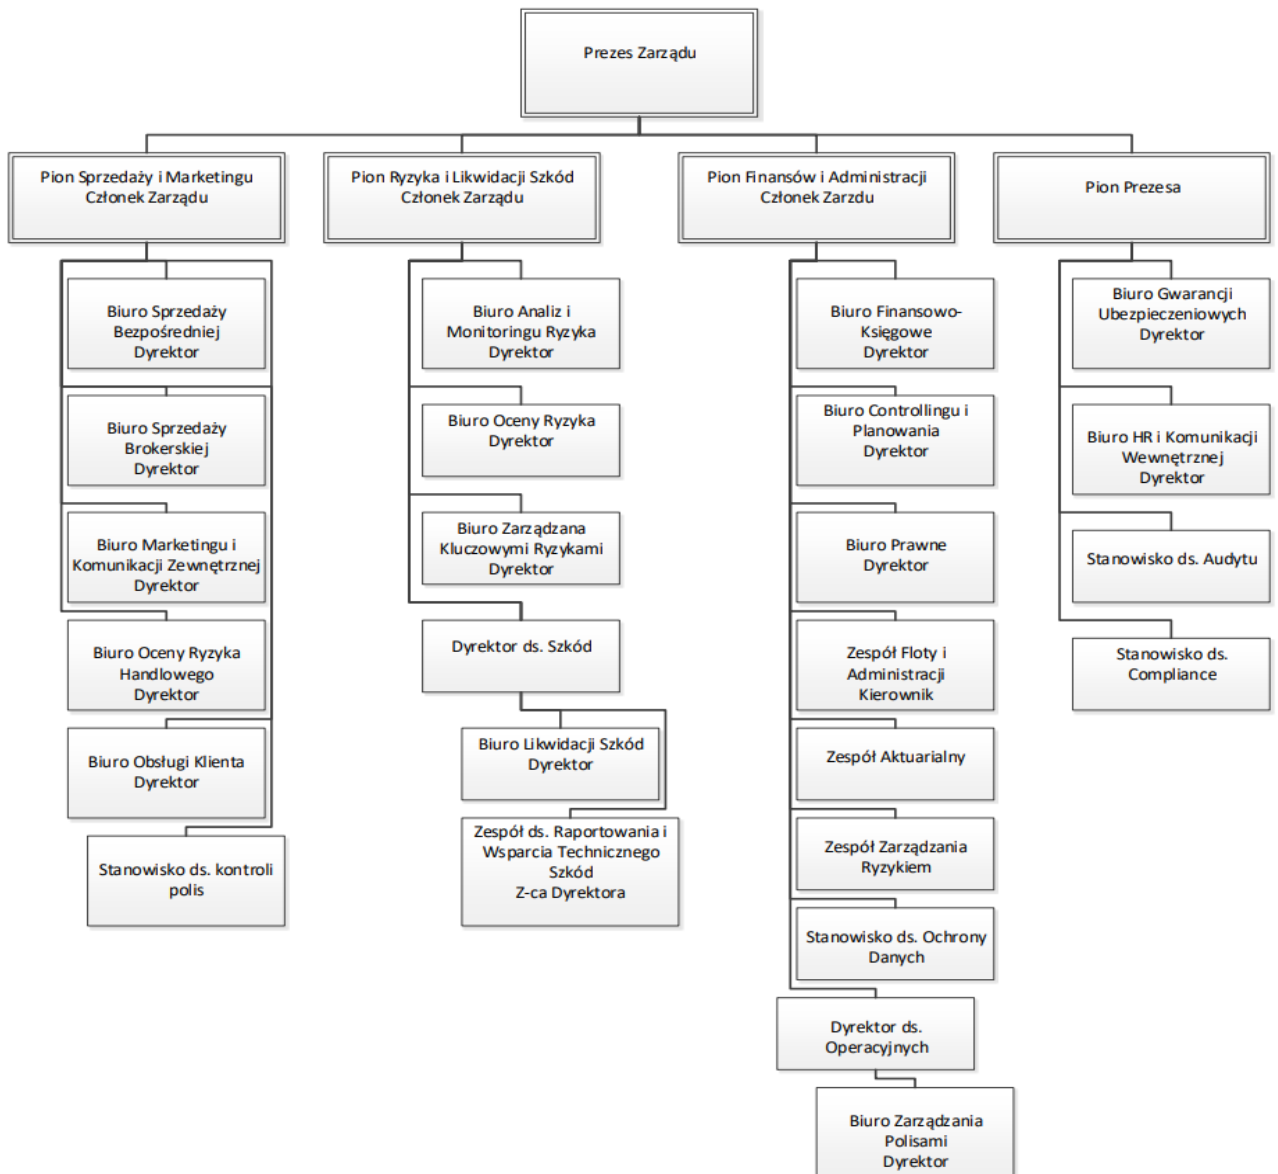 Prezes Zarządu
Pion Sprzedaży i Marketingu
Członek Zarządu
Pion Ryzyka i Likwidacji Szkód
Członek Zarządu
Pion Finansów i Administracji
Członek Zarzdu
Pion Prezesa
Biuro Sprzedaży
Bezpośredniej
Dyrektor
Biuro Sprzedaży
Brokerskiej
Dyrektor
Biuro Marketingu i
Komunikacji Zewnętrznej
Dyrektor
Biuro Oceny Ryzyka
Handlowego
Dyrektor
Biuro Obsługi Klienta
Dyrektor
Stanowisko ds. kontroli
polis
Biuro Analiz i
Monitoringu Ryzyka
Dyrektor
Biuro Oceny Ryzyka
Dyrektor
Biuro Zarządzana
Kluczowymi Ryzykami
Dyrektor
Dyrektor ds. Szkód
Biuro Likwidacji Szkód
Dyrektor
Zespół ds. Raportowania i
Wsparcia Technicznego
Szkód
Z-ca Dyrektora
Biuro Finansowo-
Księgowe
Dyrektor
Biuro Controllingu i
Planowania
Dyrektor
Biuro Prawne
Dyrektor
Zespół Floty i
Administracji
Kierownik
Zespół Aktuarialny
Zespół Zarządzania
Ryzykiem
Stanowisko ds. Ochrony
Danych
Dyrektor ds.
Operacyjnych
Biuro Zarządzania
Polisami
Dyrektor
Biuro Gwarancji
Ubezpieczeniowych
Dyrektor
Biuro HR i Komunikacji
Wewnętrznej
Dyrektor
Stanowisko ds. Audytu
Stanowisko ds.
Compliance